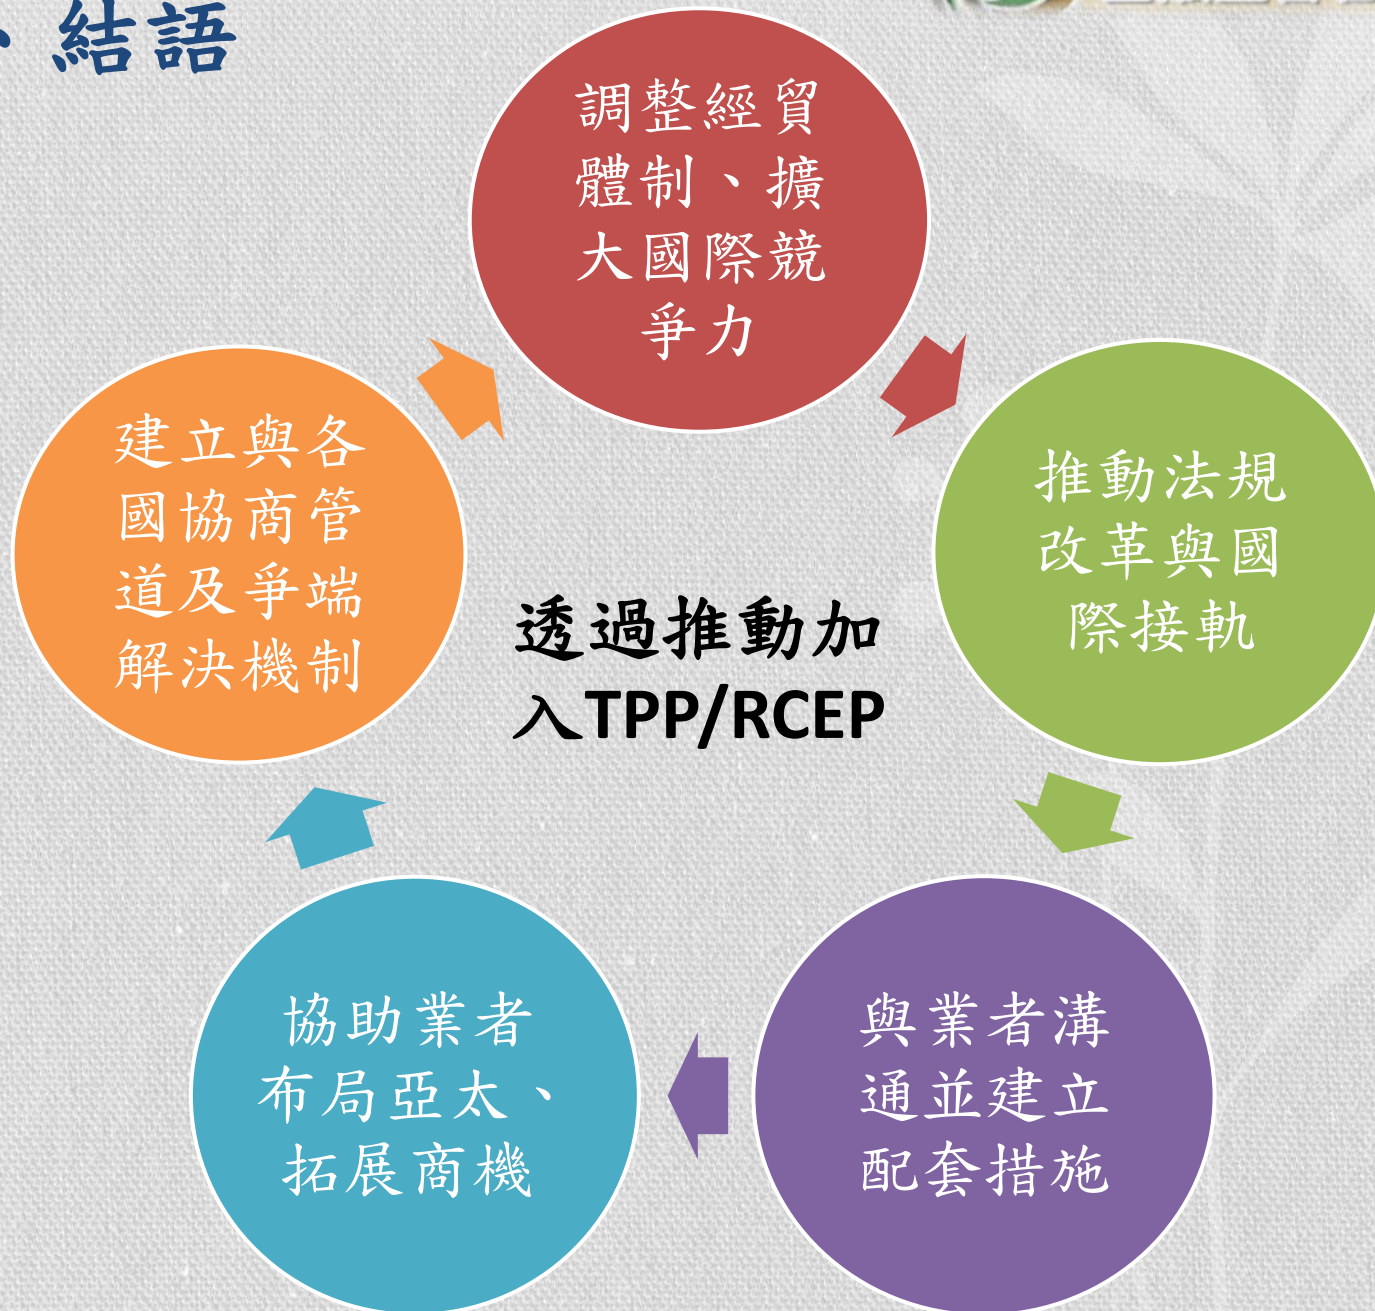 、結語
調整經貿
體制、擴
大國際競
爭力
推動法規
改革與國
際接軌
與業者溝
通並建立
配套措施
協助業者
布局亞太、
拓展商機
建立與各
國協商管
道及爭端
解決機制
透過推動加
入TPP/RCEP